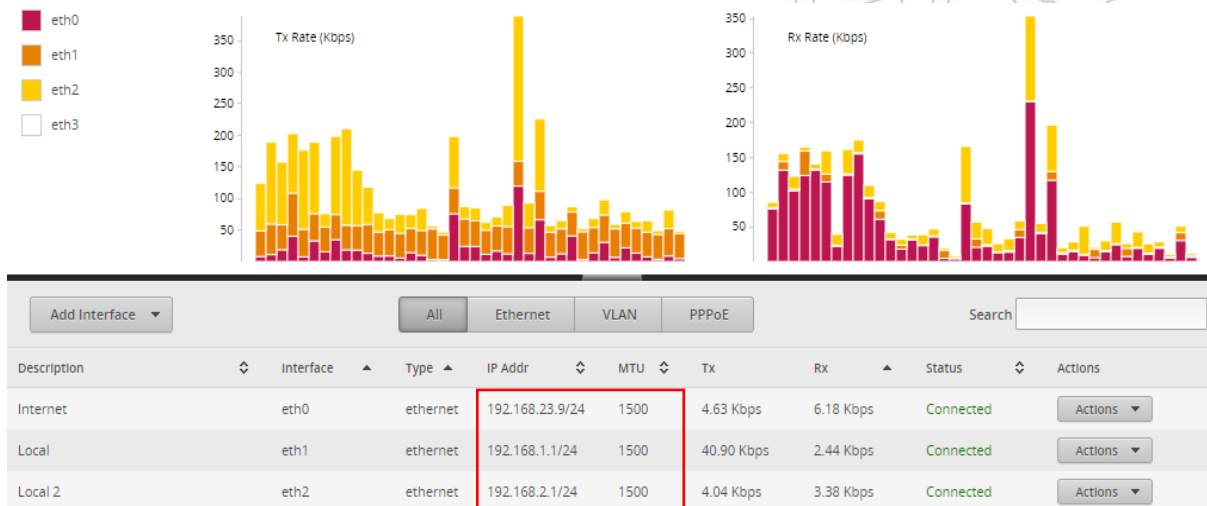 eth0
eth1
eth2
eth3
Tx Rate (Kbps)
350
300
250
200
150
100
50
Rx Rate (Kbps)
350
300
250
200
150
100
50
Add Interface
All Ethernet VLAN PPPoE
Search
Description Interface Type IP Addr MTU Tx Rx Status Actions
Internet eth0 ethernet 192.168.23.9/24 1500 4.63 Kbps 6.18 Kbps Connected Actions
Local eth1 ethernet 192.168.1.1/24 1500 40.90 Kbps 2.44 Kbps Connected Actions
Local 2 eth2 ethernet 192.168.2.1/24 1500 4.04 Kbps 3.38 Kbps Connected Actions